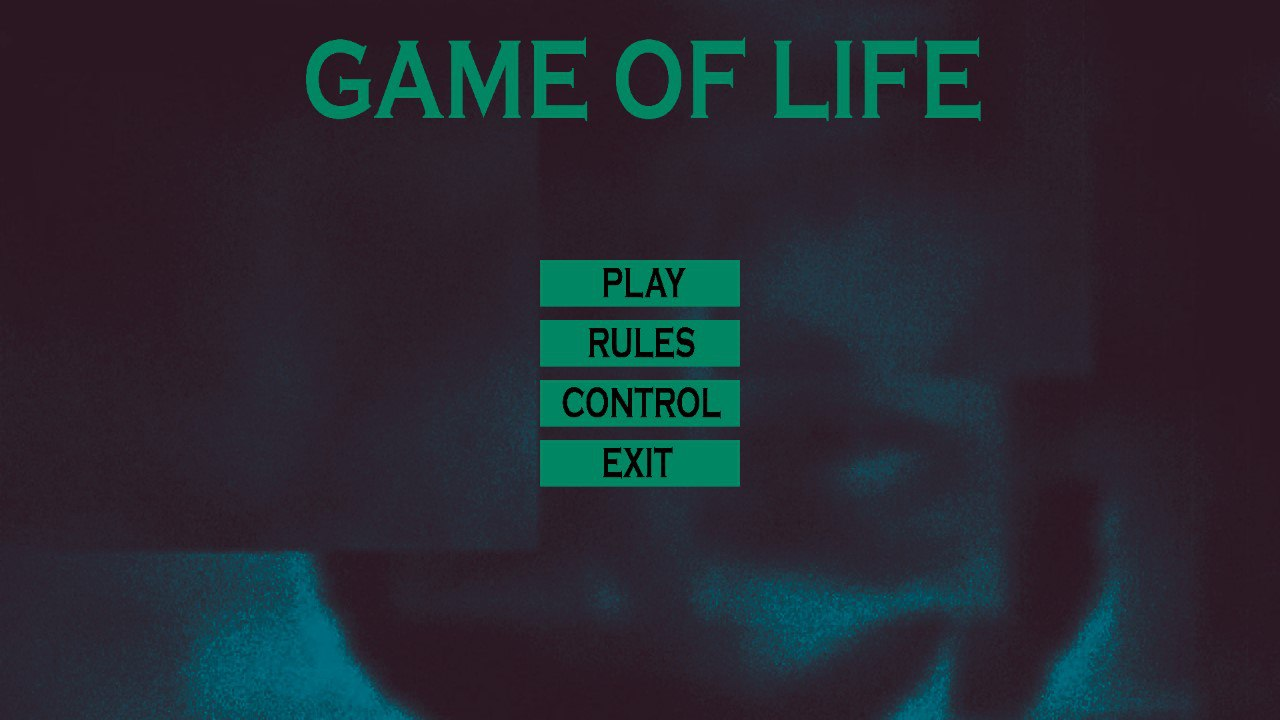 GAME OF LIFE
PLAY
RULES
CONTROL
EXIT